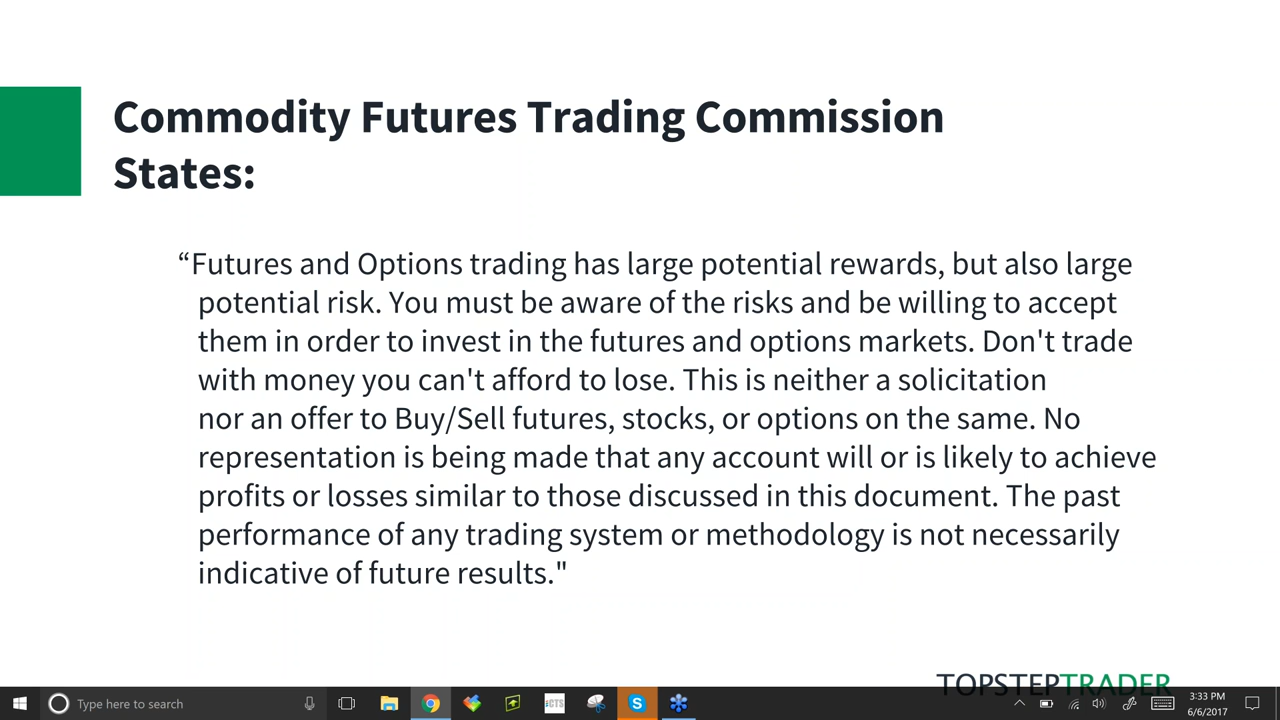 Commodity Futures Trading Commission
States:
“Futures and Options trading has large potential rewards, but also large
potential risk. You must be aware of the risks and be willing to accept
them in order to invest in the futures and options markets. Don't trade
with money you can't afford to lose. This is neither a solicitation
nor an offer to Buy/Sell futures, stocks, or options on the same. No
representation is being made that any account will or is likely to achieve
profits or losses similar to those discussed in this document. The past
performance of any trading system or methodology is not necessarily
indicative of future results."
TOPSTEPTRADER
Type here to search
#CTS
S
3:33 PM
6/6/2017